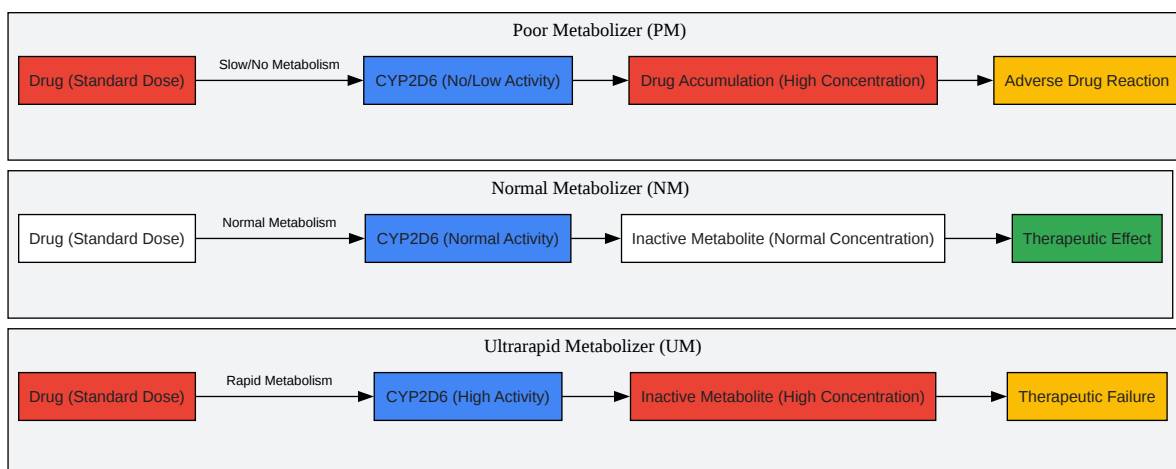 Poor Metabolizer (PM)
Drug (Standard Dose)
Slow/No Metabolism
CYP2D6 (No/Low Activity)
Drug Accumulation (High Concentration)
Adverse Drug Reaction
Normal Metabolizer (NM)
Drug (Standard Dose)
Normal Metabolism
CYP2D6 (Normal Activity)
Inactive Metabolite (Normal Concentration)
Therapeutic Effect
Ultrarapid Metabolizer (UM)
Drug (Standard Dose)
Rapid Metabolism
CYP2D6 (High Activity)
Inactive Metabolite (High Concentration)
Therapeutic Failure